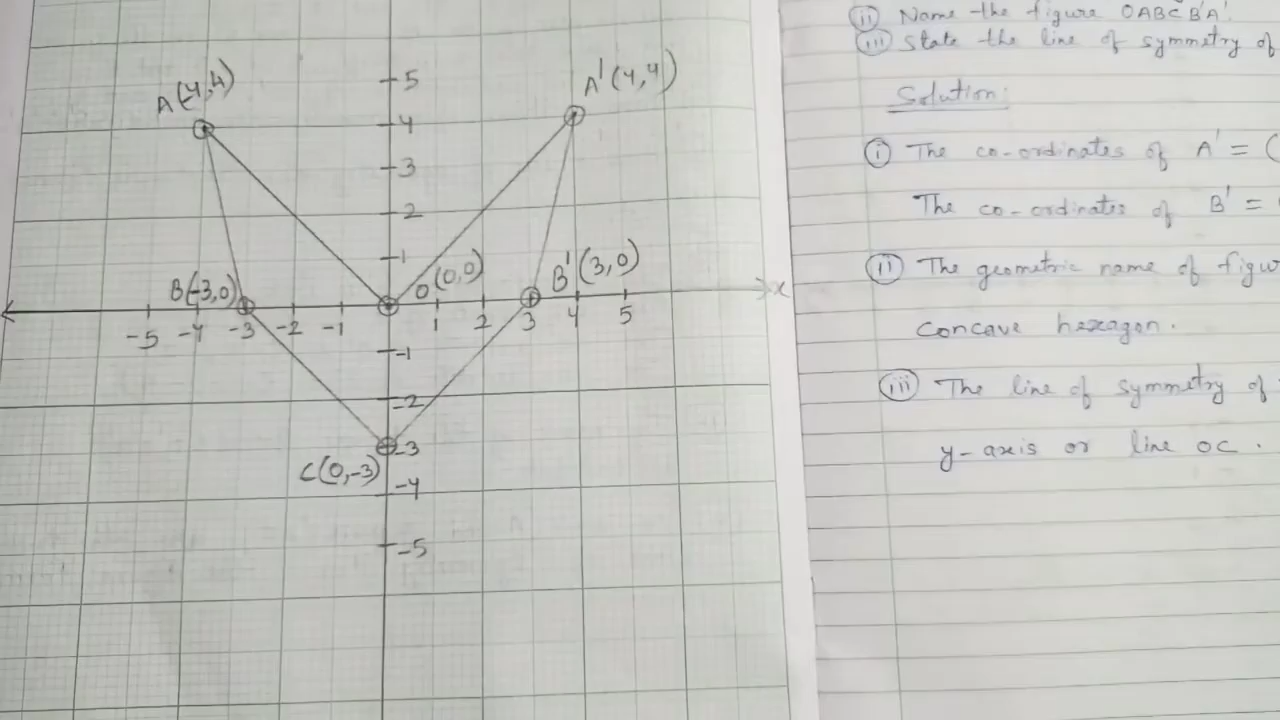 A(-4,4)
A'(4,4)
5
4
3
2
1
B(-3,0)
O(0,0)
B'(3,0)
x
-5 -4 -3 -2 -1 1 2 3 4 5
-1
-2
-3
C(0,-3)
-4
-5
(ii) Name the figure OABCB'A'.
(iii) State the line of symmetry of
Solution:
(i) The co-ordinates of A' = (
The co-ordinates of B' = (
(ii) The geometric name of figur
concave hexagon.
(iii) The line of symmetry of
y-axis or line OC.